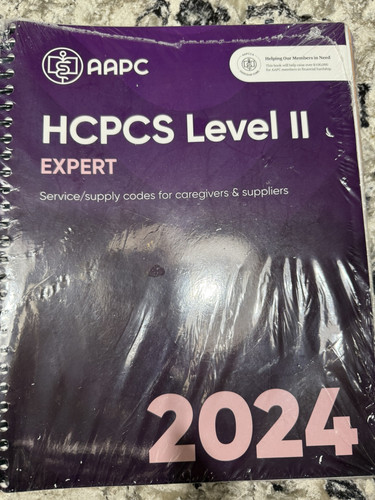 AAPC
Helping Our Members in Need
HCPCS Level II
EXPERT
Service/supply codes for caregivers & suppliers
2024